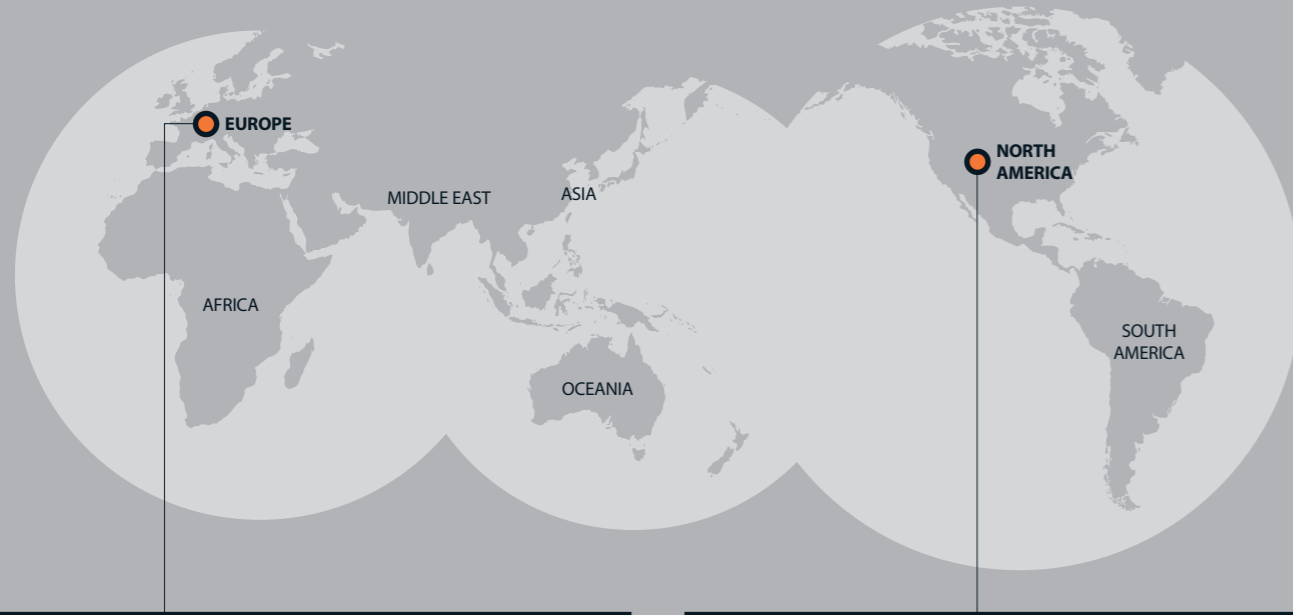 EUROPE
NORTH
AMERICA
MIDDLE EAST
ASIA
AFRICA
SOUTH
AMERICA
OCEANIA